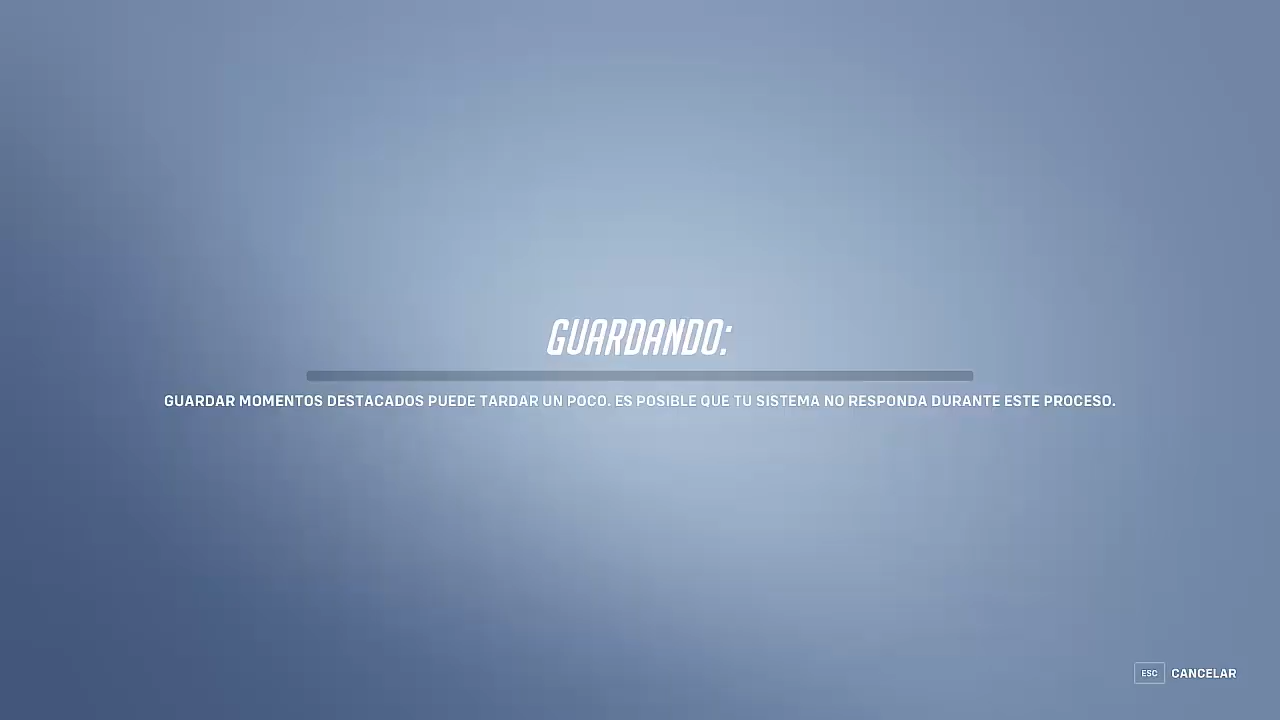 GUARDANDO:
GUARDAR MOMENTOS DESTACADOS PUEDE TARDAR UN POCO. ES POSIBLE QUE TU SISTEMA NO RESPONDA DURANTE ESTE PROCESO.
ESC CANCELAR